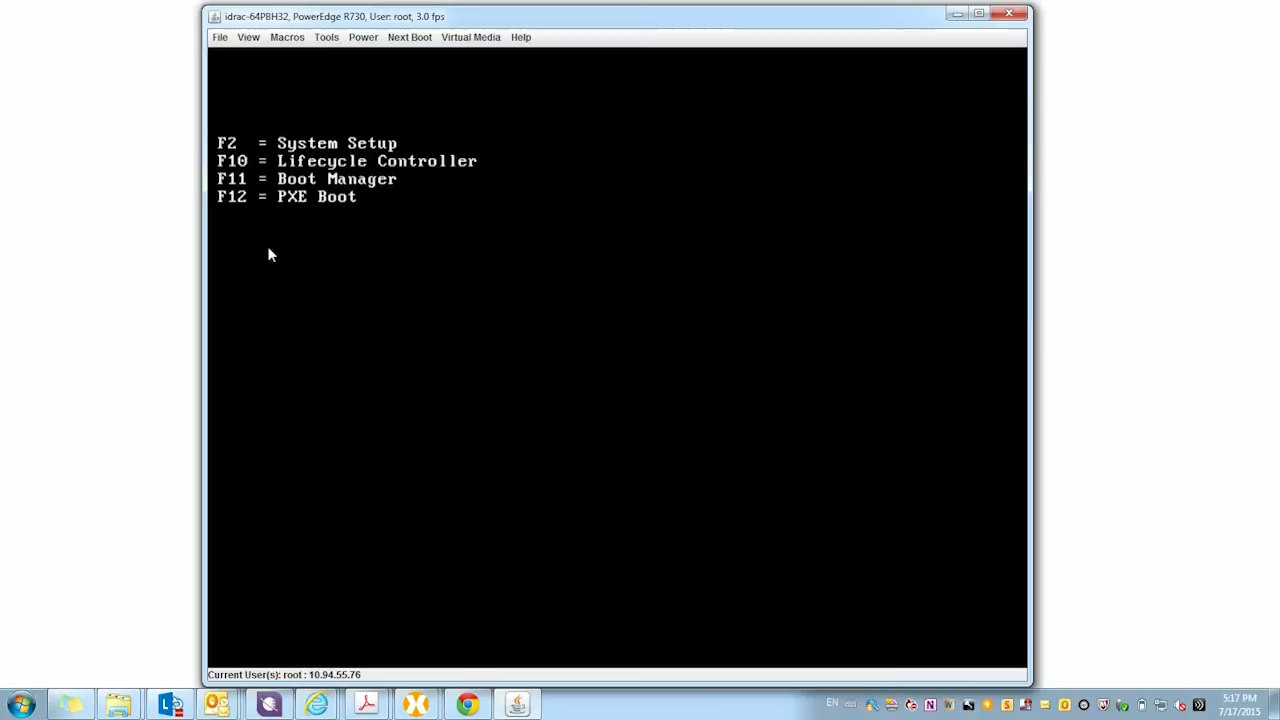 idrac-64PBH32, PowerEdge R730, User: root, 3.0 fps
File View Macros Tools Power Next Boot Virtual Media Help
F2 = System Setup
F10 = Lifecycle Controller
F11 = Boot Manager
F12 = PXE Boot
Current User(s): root : 10.94.55.76
EN
5:17 PM
7/17/2015